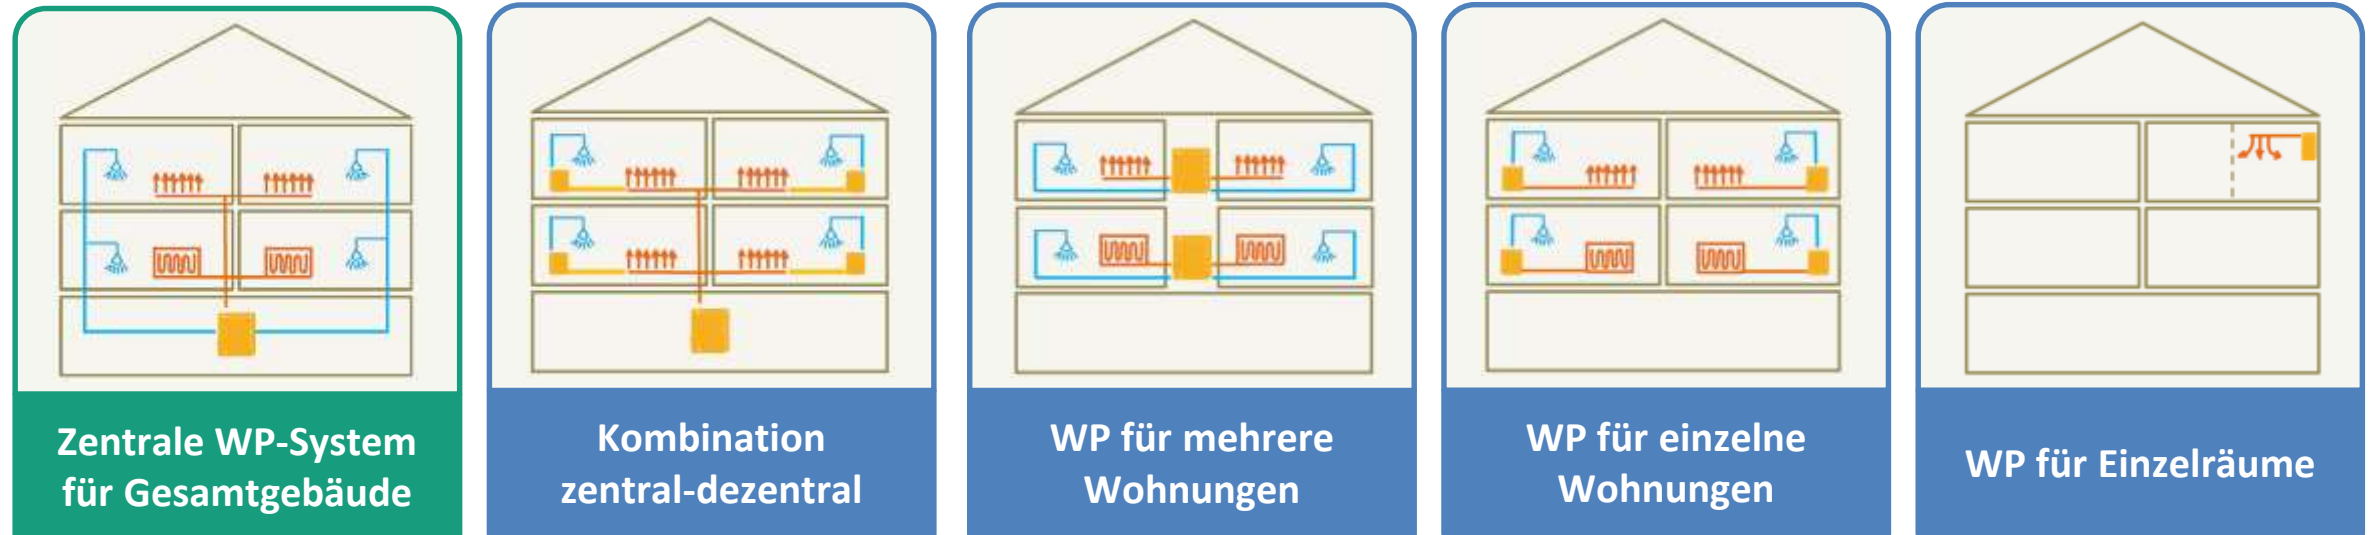 Zentrale WP-System
für Gesamtgebäude
Kombination
zentral-dezentral
WP für mehrere
Wohnungen
WP für einzelne
Wohnungen
WP für Einzelräume